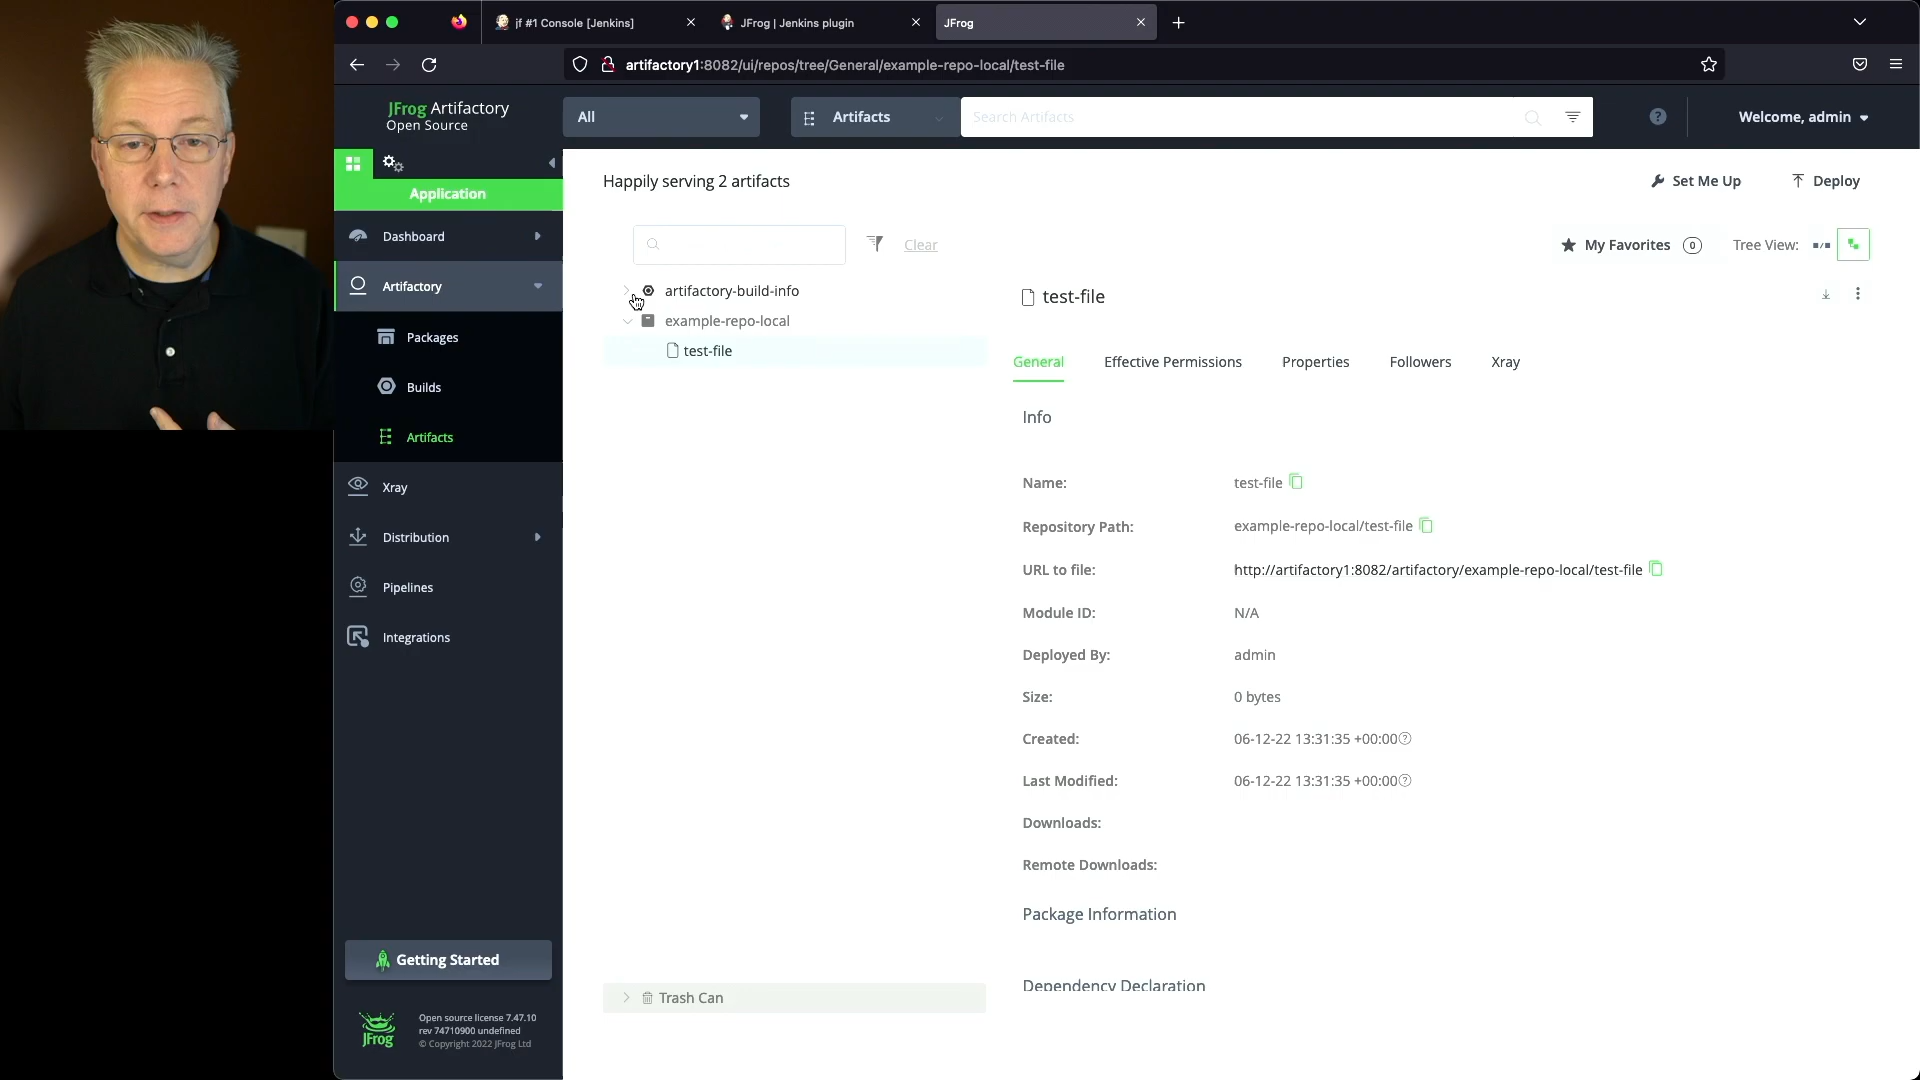 jf #1 Console [Jenkins]
JFrog | Jenkins plugin
JFrog
artifactory1:8082/ui/repos/tree/General/example-repo-local/test-file
JFrog Artifactory
Open Source
All
Artifacts
Search Artifacts
Welcome, admin
Application
Dashboard
Artifactory
Packages
Builds
Artifacts
Xray
Distribution
Pipelines
Integrations
Getting Started
JFrog
Open source license 7.47.10
rev 74710900 undefined
© Copyright 2022 JFrog Ltd
Happily serving 2 artifacts
Set Me Up
Deploy
Clear
My Favorites 0
Tree View:
artifactory-build-info
example-repo-local
test-file
Trash Can
test-file
General
Effective Permissions
Properties
Followers
Xray
Info
Name: test-file
Repository Path: example-repo-local/test-file
URL to file: http://artifactory1:8082/artifactory/example-repo-local/test-file
Module ID: N/A
Deployed By: admin
Size: 0 bytes
Created: 06-12-22 13:31:35 +00:00
Last Modified: 06-12-22 13:31:35 +00:00
Downloads:
Remote Downloads:
Package Information
Dependency Declaration